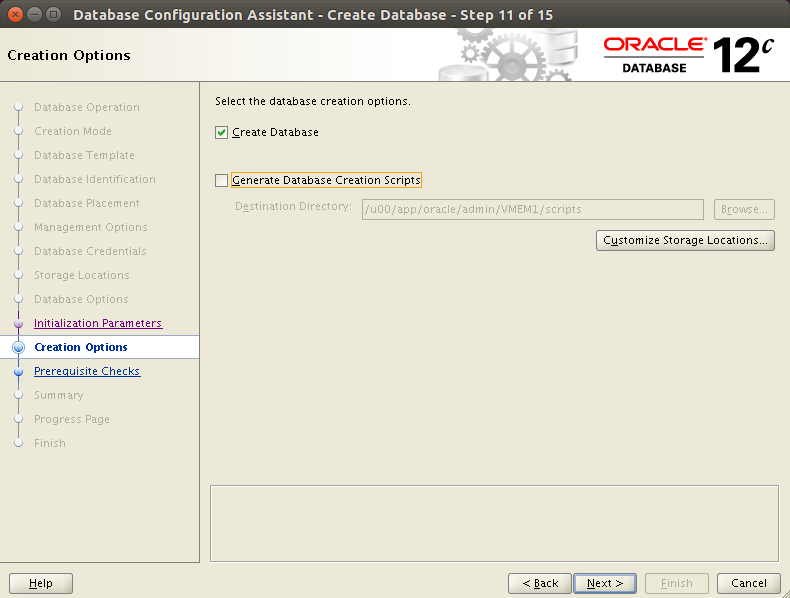 Database Configuration Assistant - Create Database - Step 11 of 15
Creation Options
ORACLE®
DATABASE
12c
Database Operation
Creation Mode
Database Template
Database Identification
Database Placement
Management Options
Database Credentials
Storage Locations
Database Options
Initialization Parameters
Creation Options
Prerequisite Checks
Summary
Progress Page
Finish
Select the database creation options.
Create Database
Generate Database Creation Scripts
Destination Directory: /u00/app/oracle/admin/VMEM1/scripts Browse...
Customize Storage Locations...
Help < Back Next > Finish Cancel